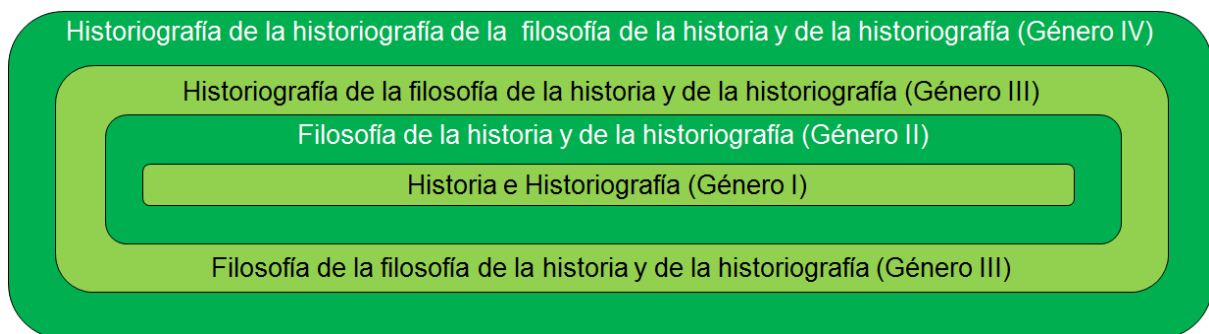 Historiografía de la historiografía de la filosofía de la historia y de la historiografía (Género IV)
Historiografía de la filosofía de la historia y de la historiografía (Género III)
Filosofía de la historia y de la historiografía (Género II)
Historia e Historiografía (Género I)
Filosofía de la filosofía de la historia y de la historiografía (Género III)